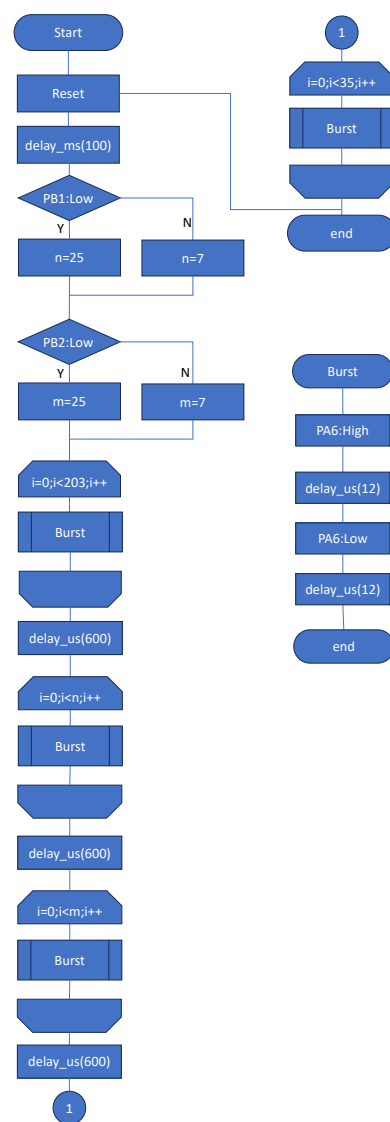 Start
Reset
delay_ms(100)
PB1:Low
Y
N
n=25
n=7
PB2:Low
Y
N
m=25
m=7
i=0;i<203;i++
Burst
delay_us(600)
i=0;i<n;i++
Burst
delay_us(600)
i=0;i<m;i++
Burst
delay_us(600)
1
1
i=0;i<35;i++
Burst
end
Burst
PA6:High
delay_us(12)
PA6:Low
delay_us(12)
end